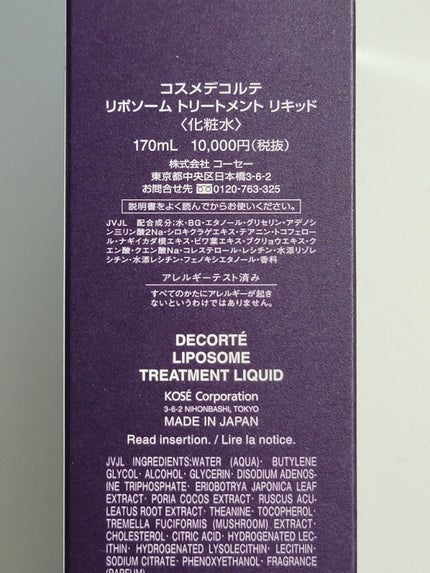 コスメデコルテ
リポソーム トリートメント リキッド
〈化粧水〉
170mL 10,000円(税抜)
株式会社 コーセー
東京都中央区日本橋3-6-2
お問合せ先 0120-763-325
説明書をよく読んでからお使いください。
JVJL 配合成分:水・BG・エタノール・グリセリン・アデノシ
ン三リン酸2Na・シロキクラゲエキス・テアニン・トコフェロ
ール・ナギイカダ根エキス・ビワ葉エキス・ブクリョウエキス・ク
エン酸・クエン酸Na・コレステロール・レシチン・水添リゾレ
シチン・水添レシチン・フェノキシエタノール・香料
アレルギーテスト済み
すべてのかたにアレルギーが起き
ないというわけではありません。
DECORTÉ
LIPOSOME
TREATMENT LIQUID
KOSÉ Corporation
3-6-2 NIHONBASHI, TOKYO
MADE IN JAPAN
Read insertion. / Lire la notice.
JVJL INGREDIENTS:WATER (AQUA)· BUTYLENE
GLYCOL· ALCOHOL· GLYCERIN· DISODIUM ADENOS-
INE TRIPHOSPHATE· ERIOBOTRYA JAPONICA LEAF
EXTRACT· PORIA COCOS EXTRACT· RUSCUS ACU-
LEATUS ROOT EXTRACT· THEANINE· TOCOPHEROL·
TREMELLA FUCIFORMIS (MUSHROOM) EXTRACT·
CHOLESTEROL· CITRIC ACID· HYDROGENATED LEC-
ITHIN· HYDROGENATED LYSOLECITHIN· LECITHIN·
SODIUM CITRATE· PHENOXYETHANOL· FRAGRANCE
(PARFUM)